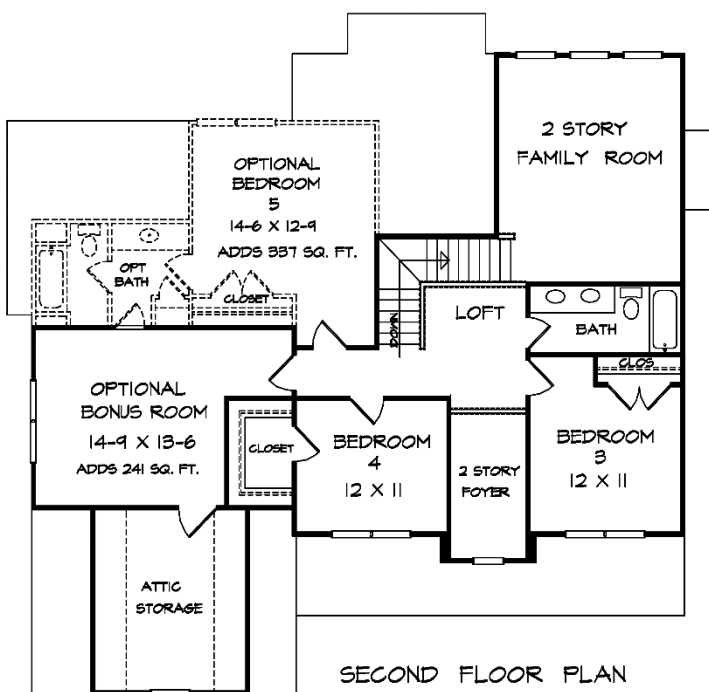 2 STORY
FAMILY ROOM
OPTIONAL
BEDROOM
5
14-6 X 12-9
ADDS 337 SQ. FT.
OPT
BATH
CLOSET
DOWN
LOFT
BATH
CLOS
OPTIONAL
BONUS ROOM
14-9 X 13-6
ADDS 241 SQ. FT.
CLOSET
BEDROOM
4
12 X 11
2 STORY
FOYER
BEDROOM
3
12 X 11
ATTIC
STORAGE
SECOND FLOOR PLAN